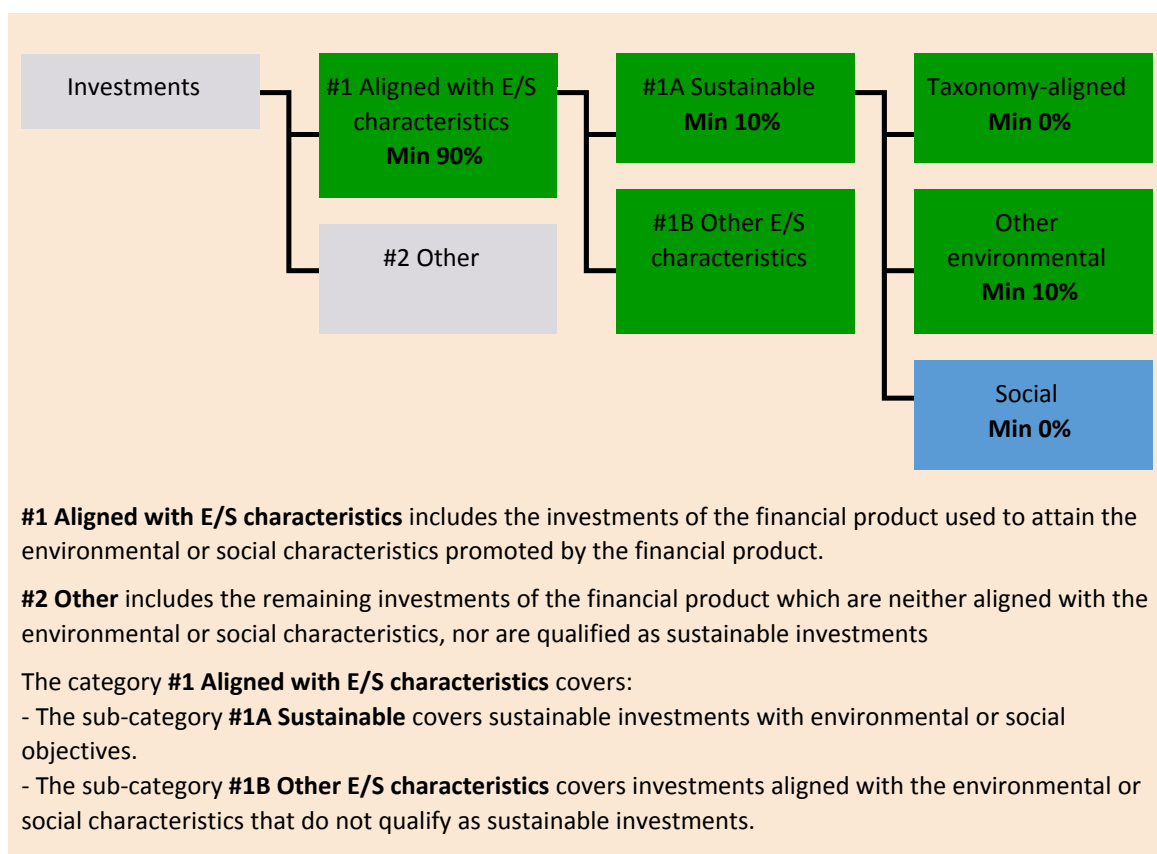 Investments
#1 Aligned with E/S
characteristics
Min 90%
#2 Other
#1A Sustainable
Min 10%
#1B Other E/S
characteristics
Taxonomy-aligned
Min 0%
Other
environmental
Min 10%
Social
Min 0%
#1 Aligned with E/S characteristics includes the investments of the financial product used to attain the
environmental or social characteristics promoted by the financial product.
#2 Other includes the remaining investments of the financial product which are neither aligned with the
environmental or social characteristics, nor are qualified as sustainable investments
The category #1 Aligned with E/S characteristics covers:
- The sub-category #1A Sustainable covers sustainable investments with environmental or social
objectives.
- The sub-category #1B Other E/S characteristics covers investments aligned with the environmental or
social characteristics that do not qualify as sustainable investments.